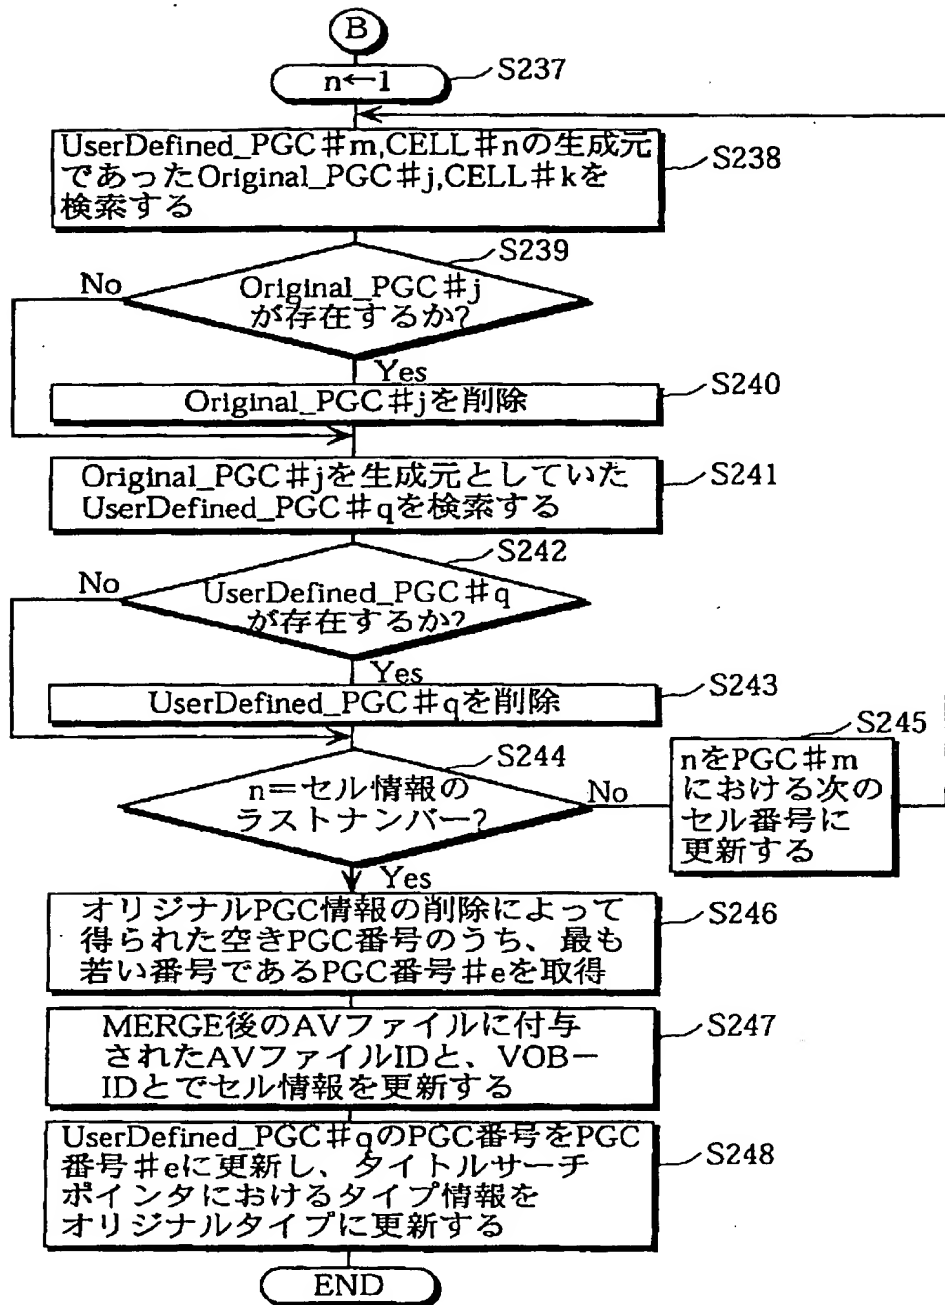 B
n←1
S237
UserDefined_PGC#m,CELL#nの生成元
であったOriginal_PGC#j,CELL#kを
検索する
S238
S239
No
Original_PGC#j
が存在するか?
Yes
Original_PGC#jを削除
S240
Original_PGC#jを生成元としていた
UserDefined_PGC#qを検索する
S241
S242
No
UserDefined_PGC#q
が存在するか?
Yes
UserDefined_PGC#qを削除
S243
S244
n=セル情報の
ラストナンバー?
No
S245
nをPGC#m
における次の
セル番号に
更新する
Yes
オリジナルPGC情報の削除によって
得られた空きPGC番号のうち、最も
若い番号であるPGC番号#eを取得
S246
MERGE後のAVファイルに付与
されたAVファイルIDと、VOB-
IDとでセル情報を更新する
S247
UserDefined_PGC#qのPGC番号をPGC
番号#eに更新し、タイトルサーチ
ポインタにおけるタイプ情報を
オリジナルタイプに更新する
S248
END